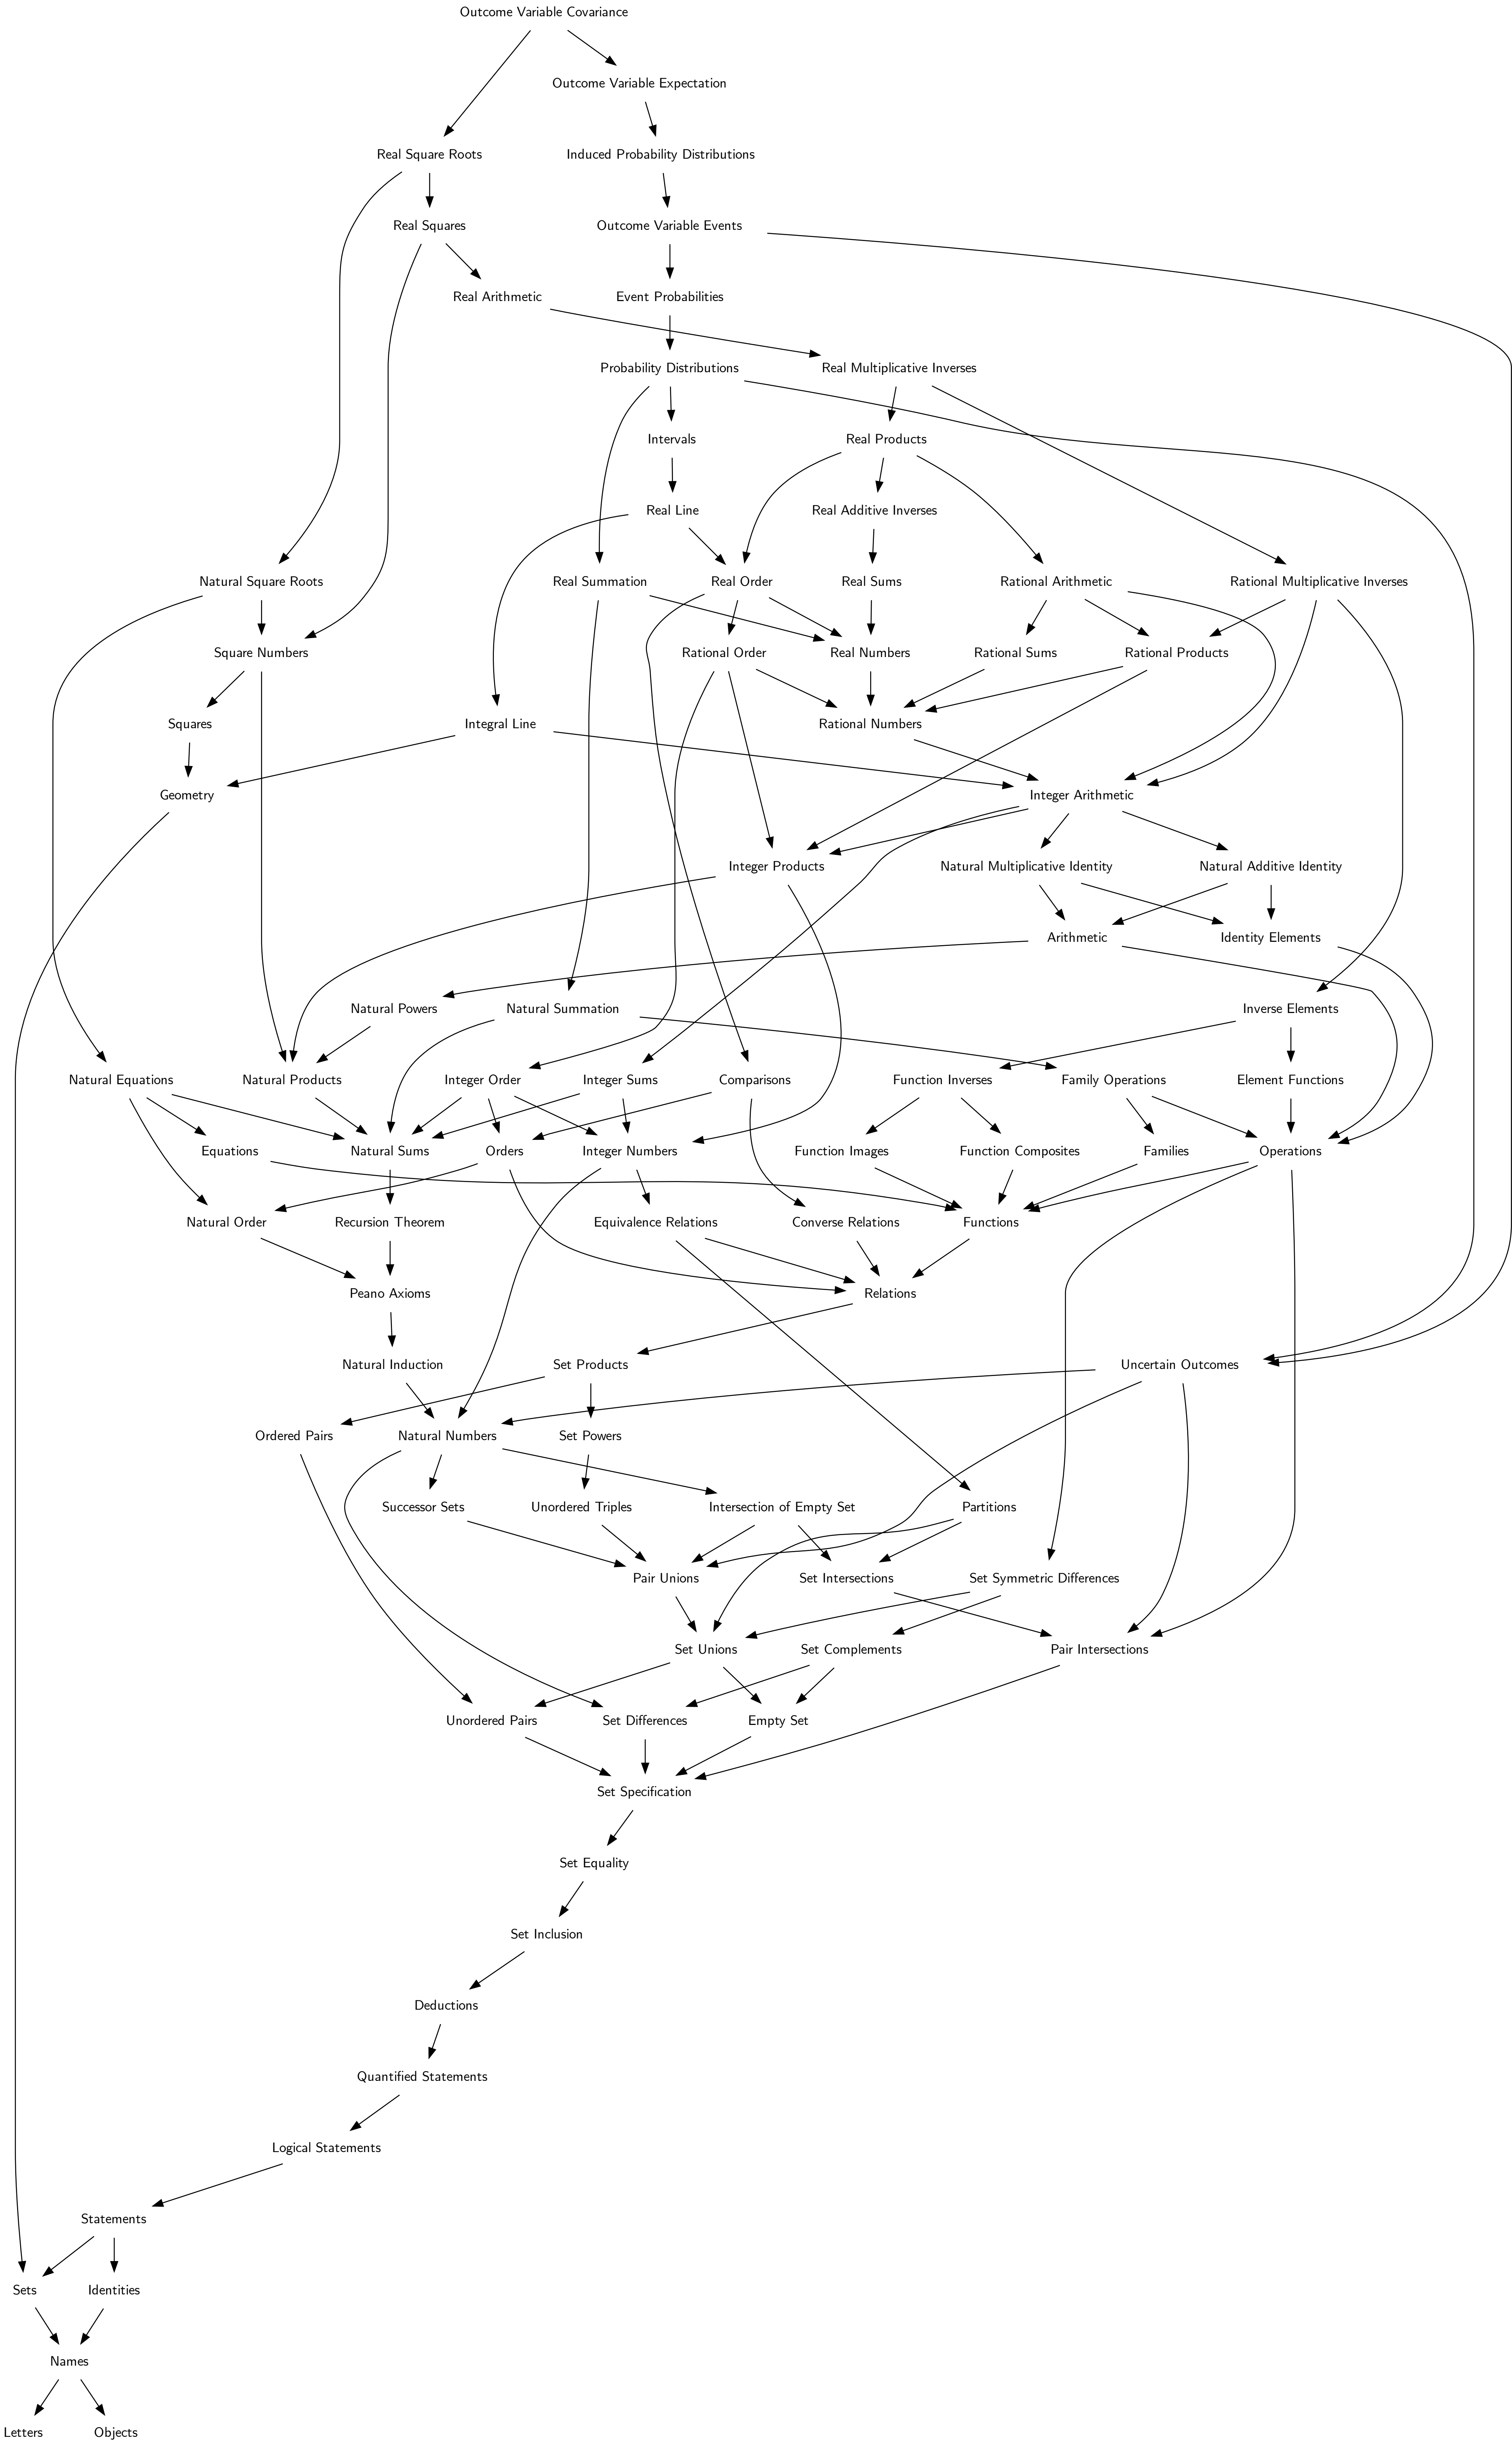 Outcome Variable Covariance
Outcome Variable Expectation
Real Square Roots
Induced Probability Distributions
Real Squares
Outcome Variable Events
Real Arithmetic
Event Probabilities
Probability Distributions
Real Multiplicative Inverses
Intervals
Real Products
Real Line
Real Additive Inverses
Natural Square Roots
Real Summation
Real Order
Real Sums
Rational Arithmetic
Rational Multiplicative Inverses
Square Numbers
Rational Order
Real Numbers
Rational Sums
Rational Products
Squares
Integral Line
Rational Numbers
Geometry
Integer Arithmetic
Integer Products
Natural Multiplicative Identity
Natural Additive Identity
Arithmetic
Identity Elements
Natural Powers
Natural Summation
Inverse Elements
Natural Equations
Natural Products
Integer Order
Integer Sums
Comparisons
Function Inverses
Family Operations
Element Functions
Equations
Natural Sums
Orders
Integer Numbers
Function Images
Function Composites
Families
Operations
Natural Order
Recursion Theorem
Equivalence Relations
Converse Relations
Functions
Peano Axioms
Relations
Natural Induction
Set Products
Uncertain Outcomes
Ordered Pairs
Natural Numbers
Set Powers
Successor Sets
Unordered Triples
Intersection of Empty Set
Partitions
Pair Unions
Set Intersections
Set Symmetric Differences
Set Unions
Set Complements
Pair Intersections
Unordered Pairs
Set Differences
Empty Set
Set Specification
Set Equality
Set Inclusion
Deductions
Quantified Statements
Logical Statements
Statements
Sets
Identities
Names
Letters
Objects